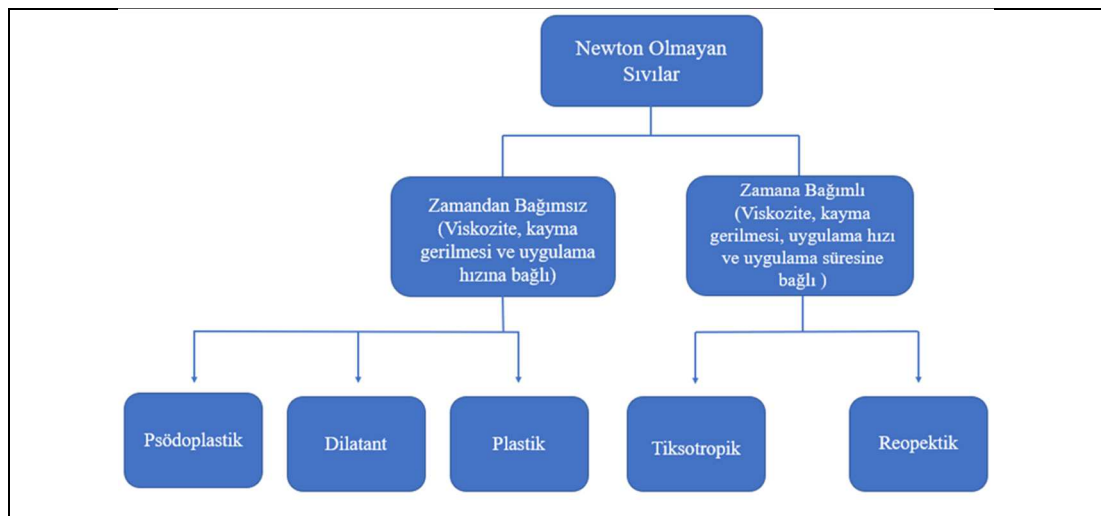 Newton Olmayan
Sıvılar
Zamandan Bağımsız
(Viskozite, kayma
gerilmesi ve uygulama
hızına bağlı)
Zamana Bağımlı
(Viskozite, kayma
gerilmesi, uygulama hızı
ve uygulama süresine
bağlı )
Psödoplastik
Dilatant
Plastik
Tiksotropik
Reopektik